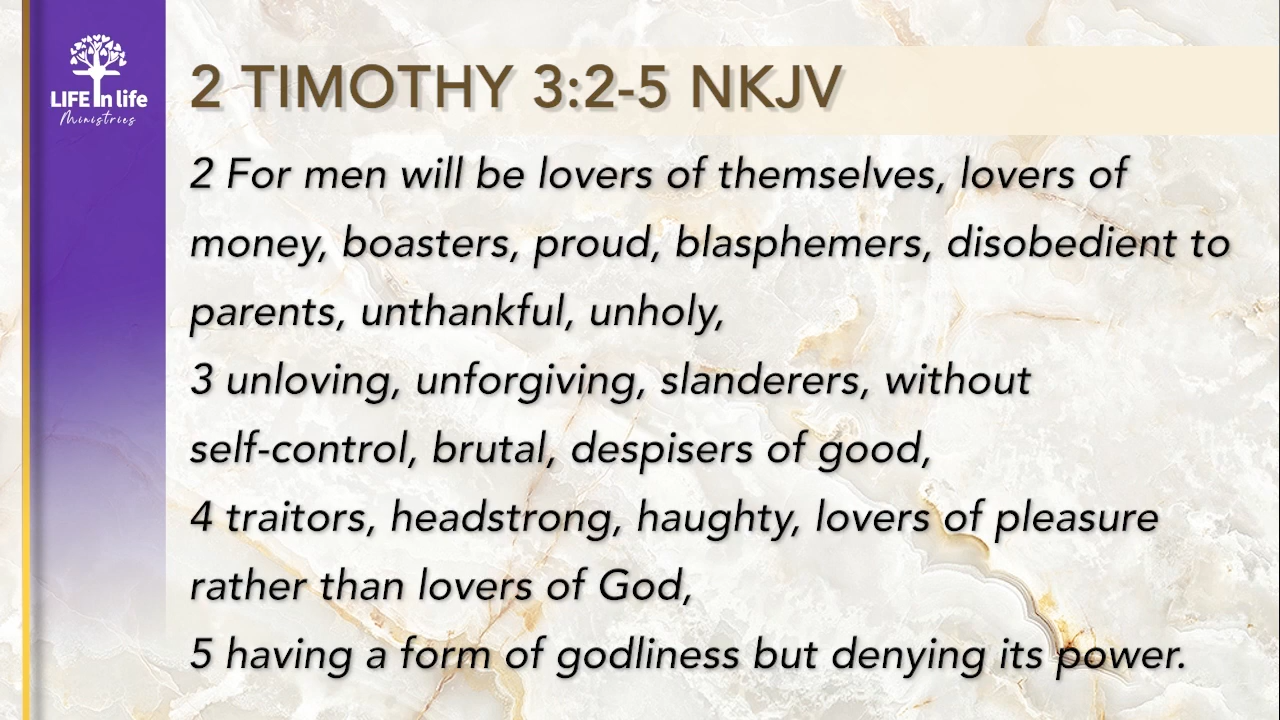 LIFE in life
Ministries
2 TIMOTHY 3:2-5 NKJV
2 For men will be lovers of themselves, lovers of
money, boasters, proud, blasphemers, disobedient to
parents, unthankful, unholy,
3 unloving, unforgiving, slanderers, without
self-control, brutal, despisers of good,
4 traitors, headstrong, haughty, lovers of pleasure
rather than lovers of God,
5 having a form of godliness but denying its power.